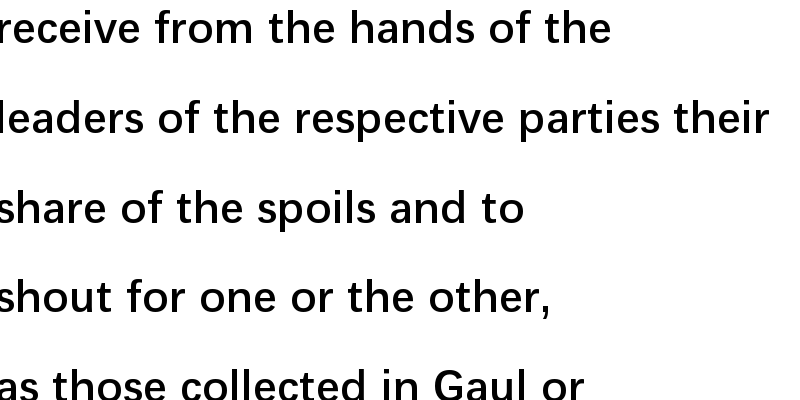 receive from the hands of the
leaders of the respective parties their
share of the spoils and to
shout for one or the other,
as those collected in Gaul or